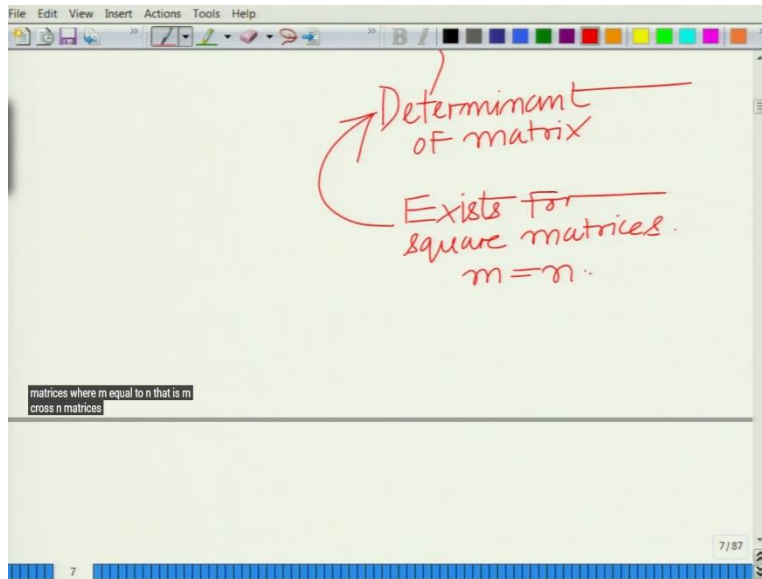 File Edit View Insert Actions Tools Help
B I
Determinant
of matrix
Exists for
square matrices.
m = n.
matrices where m equal to n that is m
cross n matrices
7/87
7